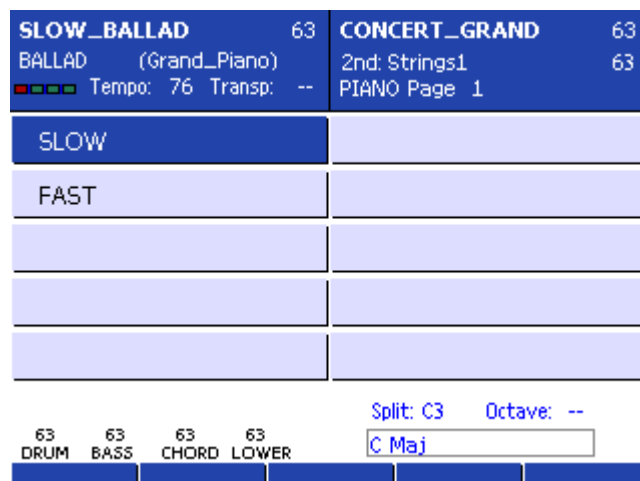 SLOW_BALLAD 63
BALLAD (Grand_Piano)
Tempo: 76 Transp: --
CONCERT_GRAND 63
2nd: Strings1 63
PIANO Page 1
SLOW
FAST
Split: C3 Octave: --
C Maj
63 63 63 63
DRUM BASS CHORD LOWER